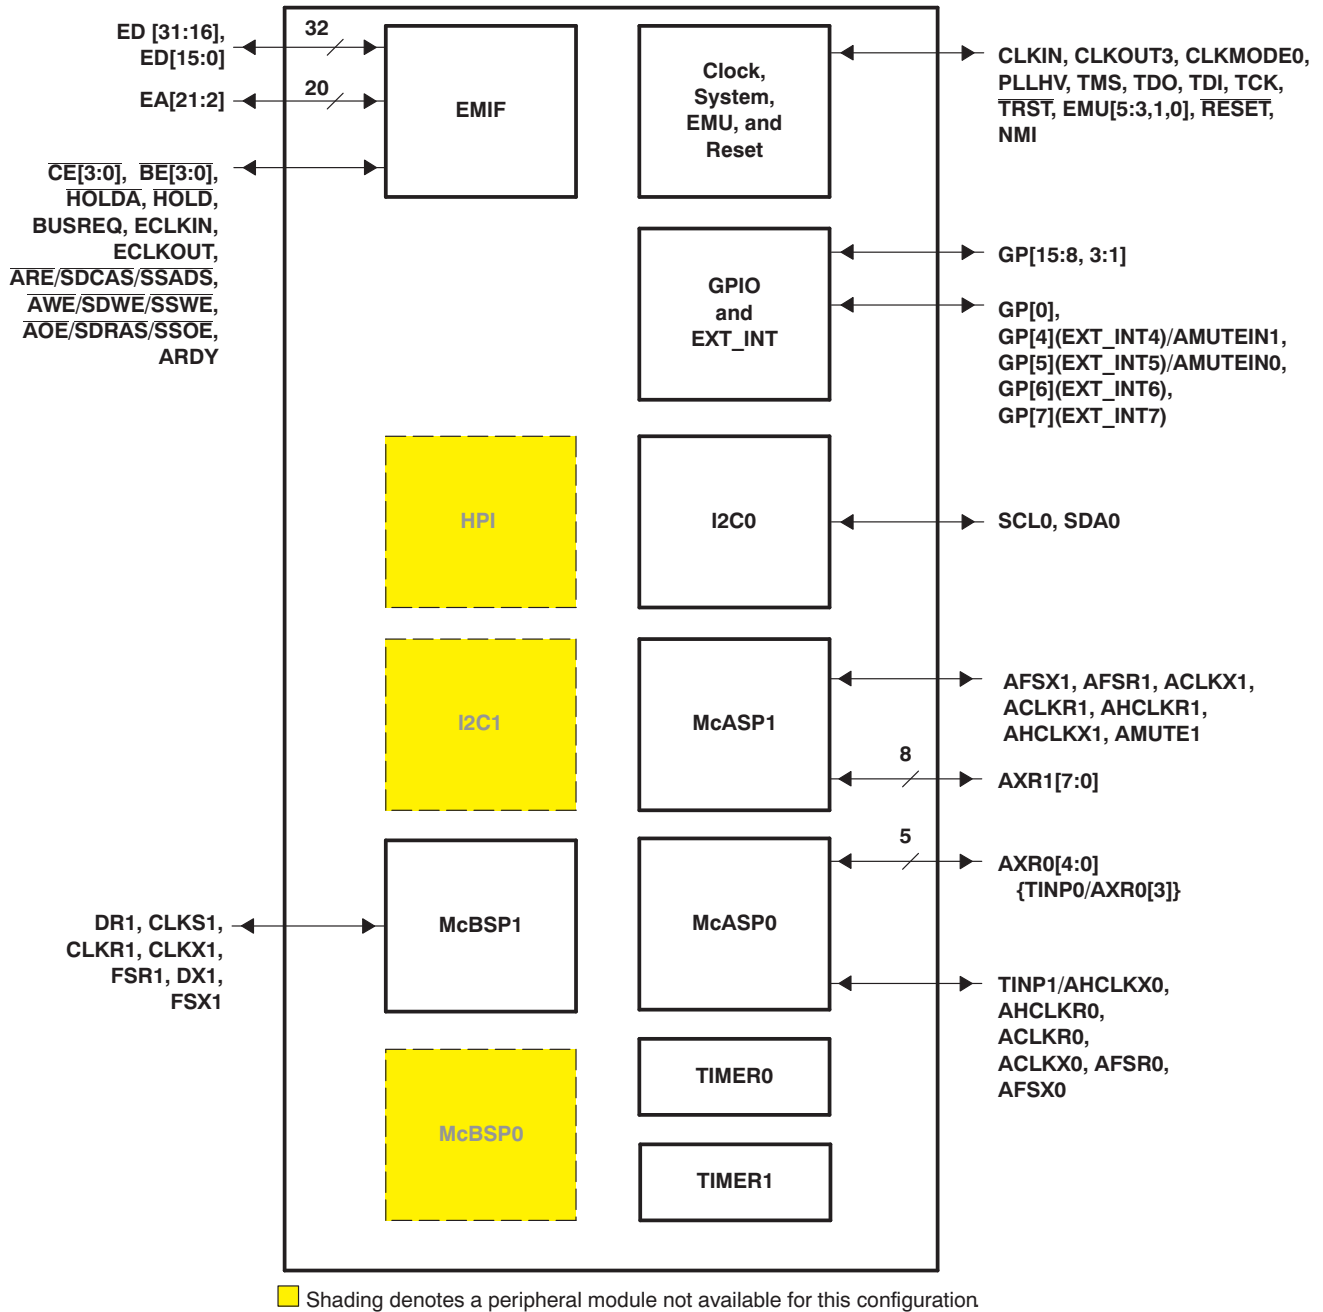 ED [31:16],
ED[15:0]
32
EA[21:2]
20
EMIF
CE[3:0], BE[3:0],
HOLDA, HOLD,
BUSREQ, ECLKIN,
ECLKOUT,
ARE/SDCAS/SSADS,
AWE/SDWE/SSWE,
AOE/SDRAS/SSOE,
ARDY
Clock,
System,
EMU, and
Reset
CLKIN, CLKOUT3, CLKMODE0,
PLLHV, TMS, TDO, TDI, TCK,
TRST, EMU[5:3,1,0], RESET,
NMI
GPIO
and
EXT_INT
GP[15:8, 3:1]
GP[0],
GP[4](EXT_INT4)/AMUTEIN1,
GP[5](EXT_INT5)/AMUTEIN0,
GP[6](EXT_INT6),
GP[7](EXT_INT7)
HPI
I2C0
SCL0, SDA0
I2C1
McASP1
AFSX1, AFSR1, ACLKX1,
ACLKR1, AHCLKR1,
AHCLKX1, AMUTE1
8
AXR1[7:0]
DR1, CLKS1,
CLKR1, CLKX1,
FSR1, DX1,
FSX1
McBSP1
McASP0
5
AXR0[4:0]
{TINP0/AXR0[3]}
TINP1/AHCLKX0,
AHCLKR0,
ACLKR0,
ACLKX0, AFSR0,
AFSX0
McBSP0
TIMER0
TIMER1
Shading denotes a peripheral module not available for this configuration.